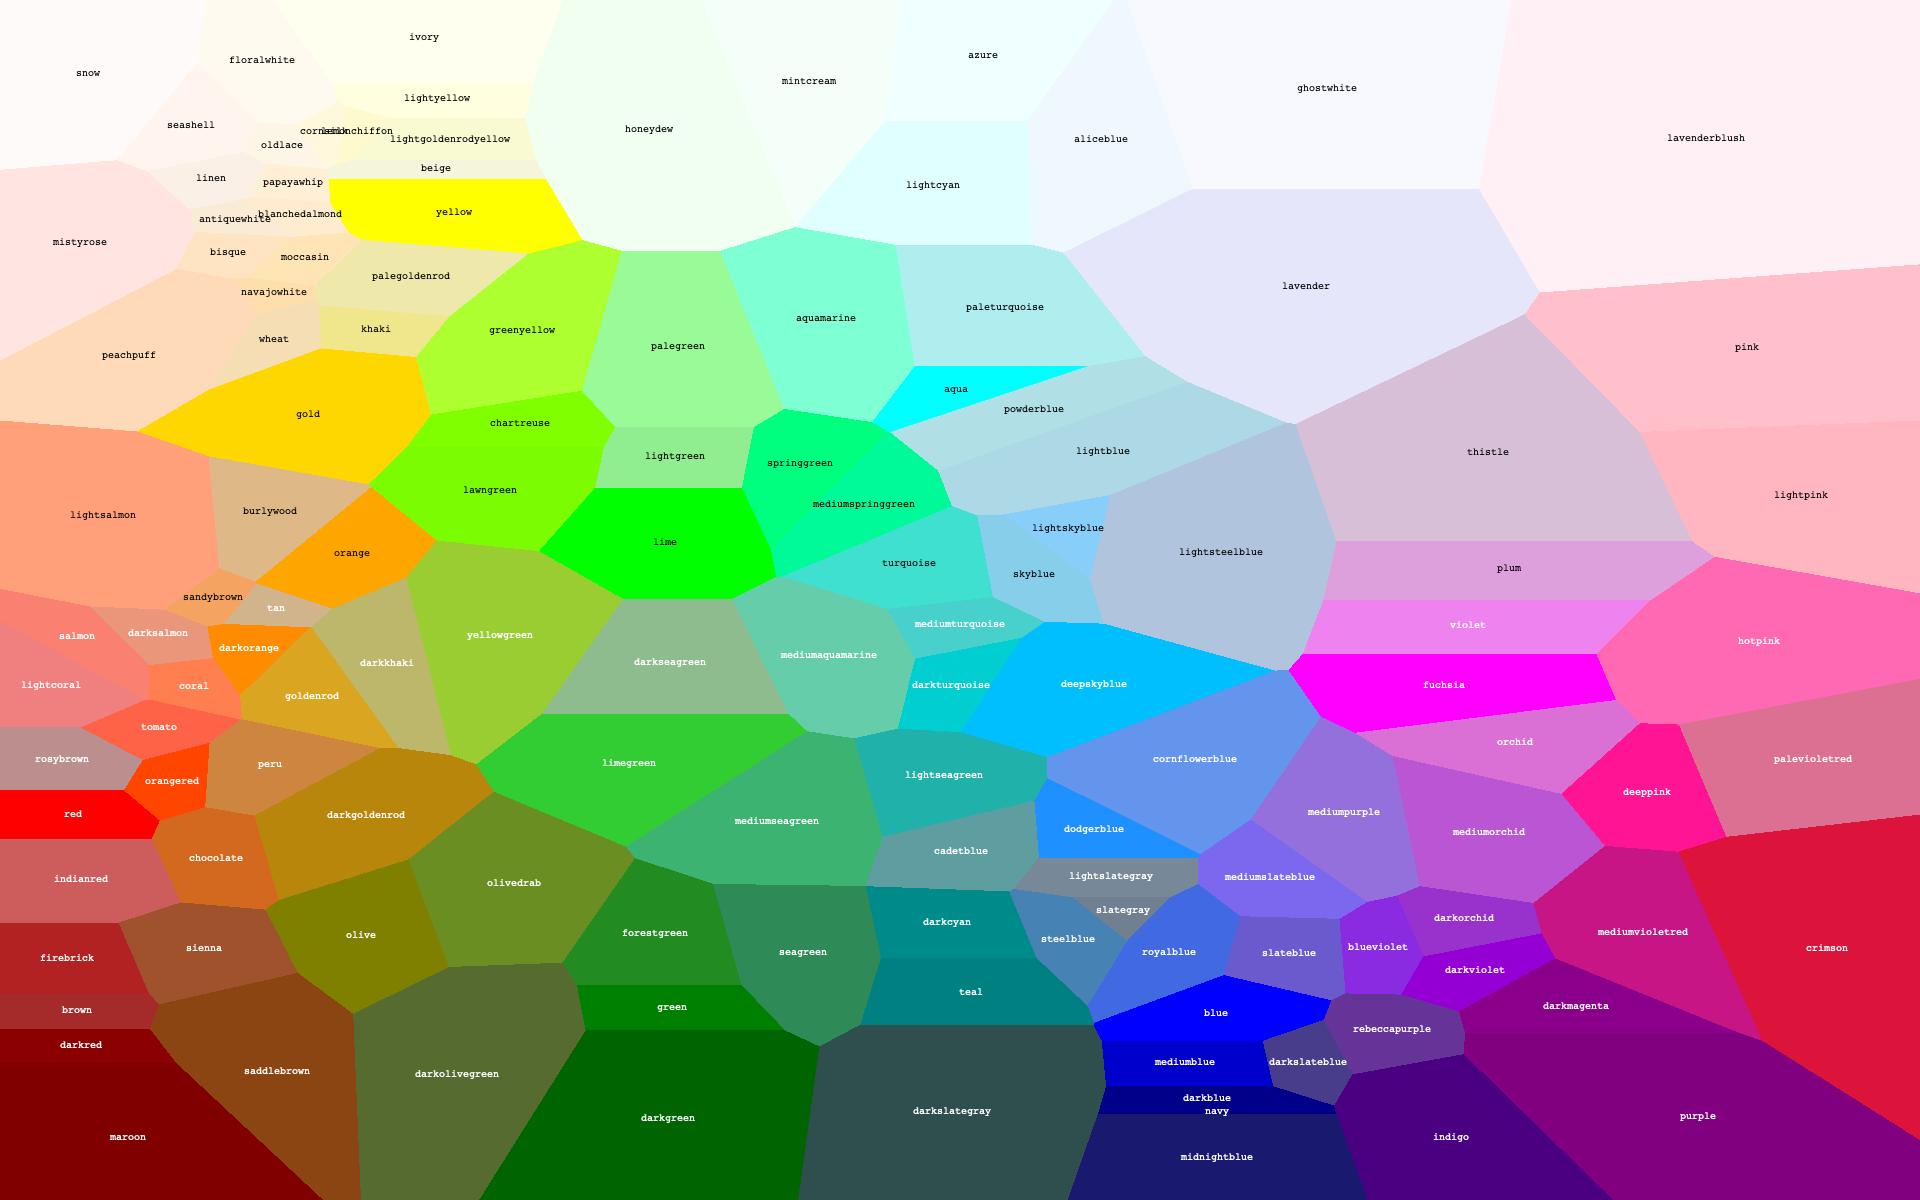 ivory
azure
floralwhite
snow
mintcream
ghostwhite
lightyellow
seashell
honeydew
cornsilk
lemonchiffon
lightgoldenrodyellow
aliceblue
lavenderblush
oldlace
beige
linen
papayawhip
lightcyan
yellow
blanchedalmond
antiquewhite
mistyrose
bisque
moccasin
palegoldenrod
lavender
navajowhite
paleturquoise
aquamarine
khaki
greenyellow
wheat
palegreen
pink
peachpuff
aqua
powderblue
gold
chartreuse
lightblue
thistle
lightgreen
springgreen
lawngreen
lightpink
mediumspringgreen
burlywood
lightsalmon
lightskyblue
lime
orange
lightsteelblue
turquoise
plum
skyblue
sandybrown
tan
mediumturquoise
violet
darksalmon
salmon
yellowgreen
hotpink
darkorange
mediumaquamarine
darkkhaki
darkseagreen
deepskyblue
lightcoral
coral
darkturquoise
fuchsia
goldenrod
tomato
orchid
rosybrown
cornflowerblue
palevioletred
limegreen
peru
lightseagreen
orangered
deeppink
mediumpurple
red
darkgoldenrod
mediumseagreen
dodgerblue
mediumorchid
cadetblue
chocolate
lightslategray
mediumslateblue
indianred
olivedrab
slategray
darkorchid
darkcyan
mediumvioletred
forestgreen
olive
steelblue
blueviolet
sienna
crimson
seagreen
royalblue
slateblue
firebrick
darkviolet
teal
darkmagenta
green
brown
blue
rebeccapurple
darkred
mediumblue
darkslateblue
saddlebrown
darkolivegreen
darkblue
navy
darkslategray
purple
darkgreen
maroon
indigo
midnightblue